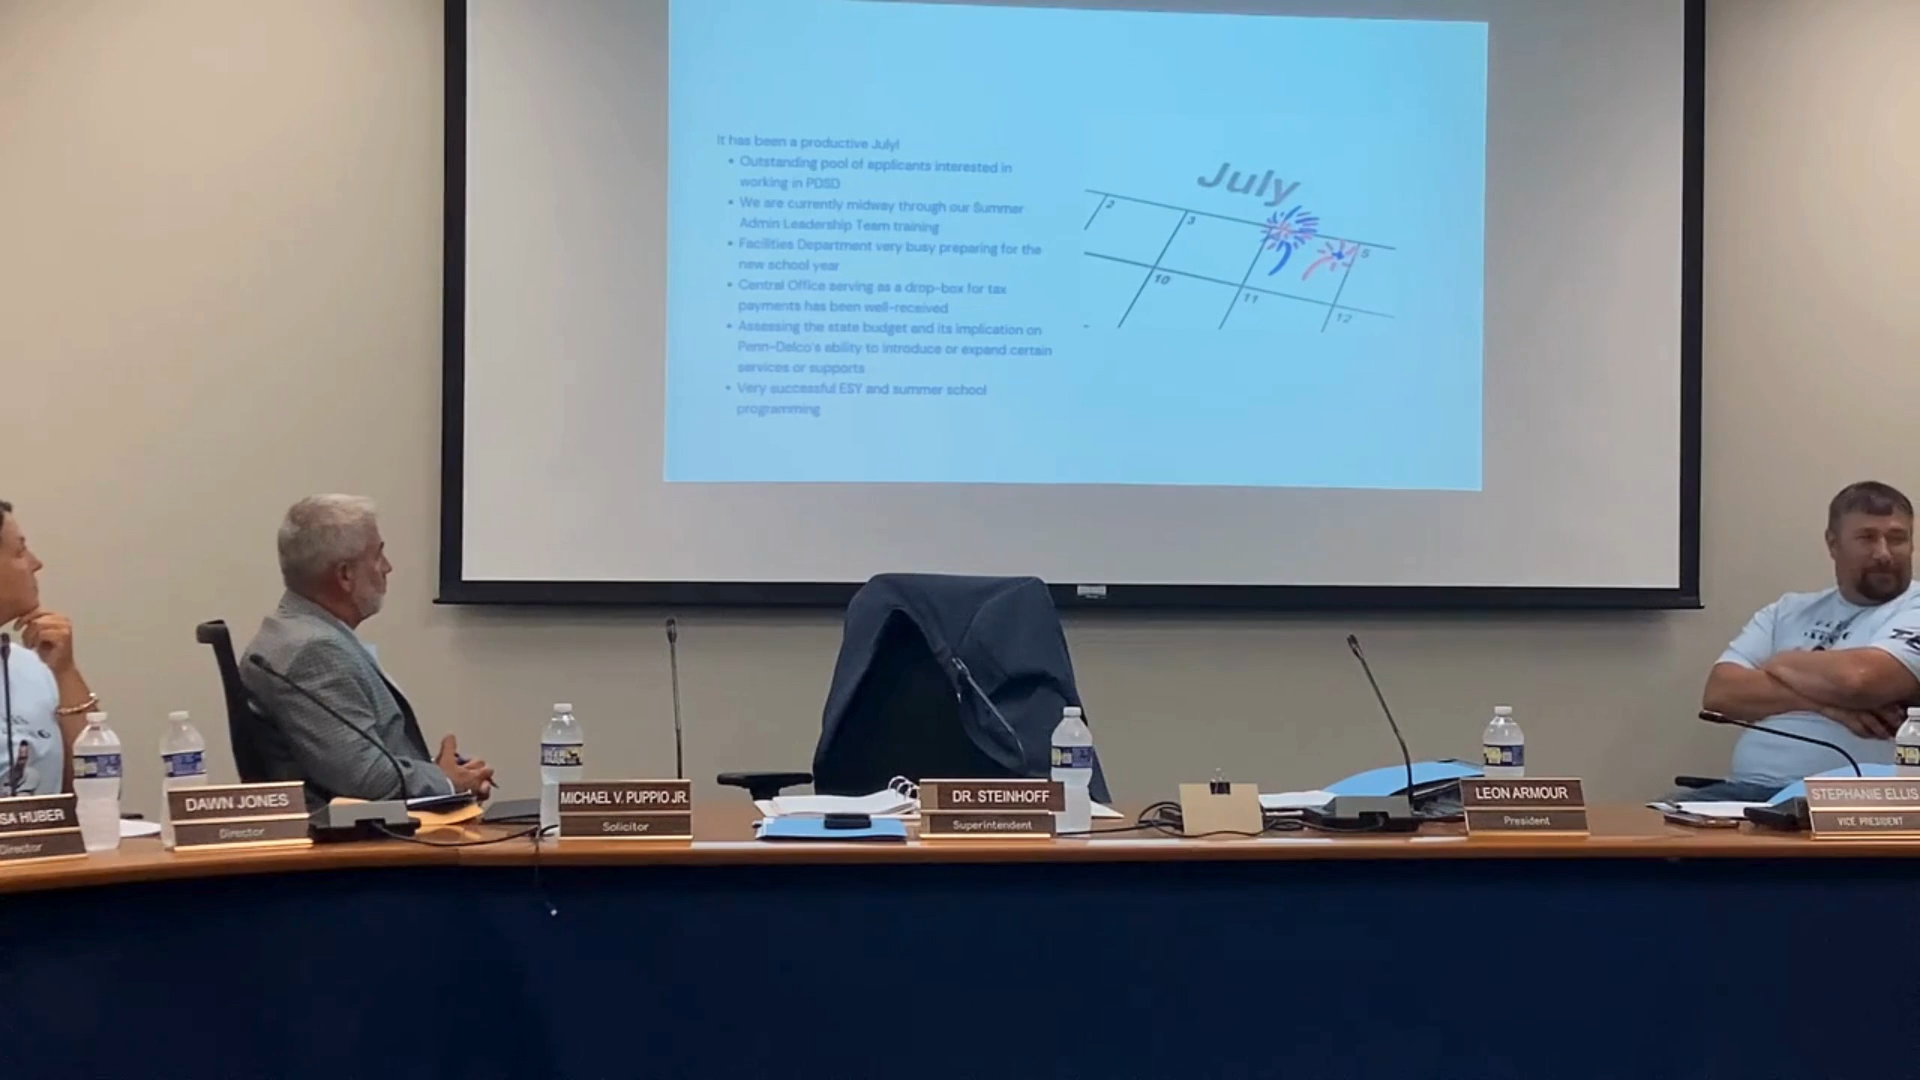 It has been a productive July!
• Outstanding pool of applicants interested in
working in PDSD
• We are currently midway through our Summer
Admin Leadership Team training
• Facilities Department very busy preparing for the
new school year
• Central Office serving as a drop-box for tax
payments has been well-received
• Assessing the state budget and its implication on
Penn-Delco's ability to introduce or expand certain
services or supports
• Very successful ESY and summer school
programming
July
2
3
5
10
11
12
SA HUBER
Director
DAWN JONES
Director
MICHAEL V. PUPPIO JR.
Solicitor
DR. STEINHOFF
Superintendent
LEON ARMOUR
President
STEPHANIE ELLIS
VICE PRESIDENT